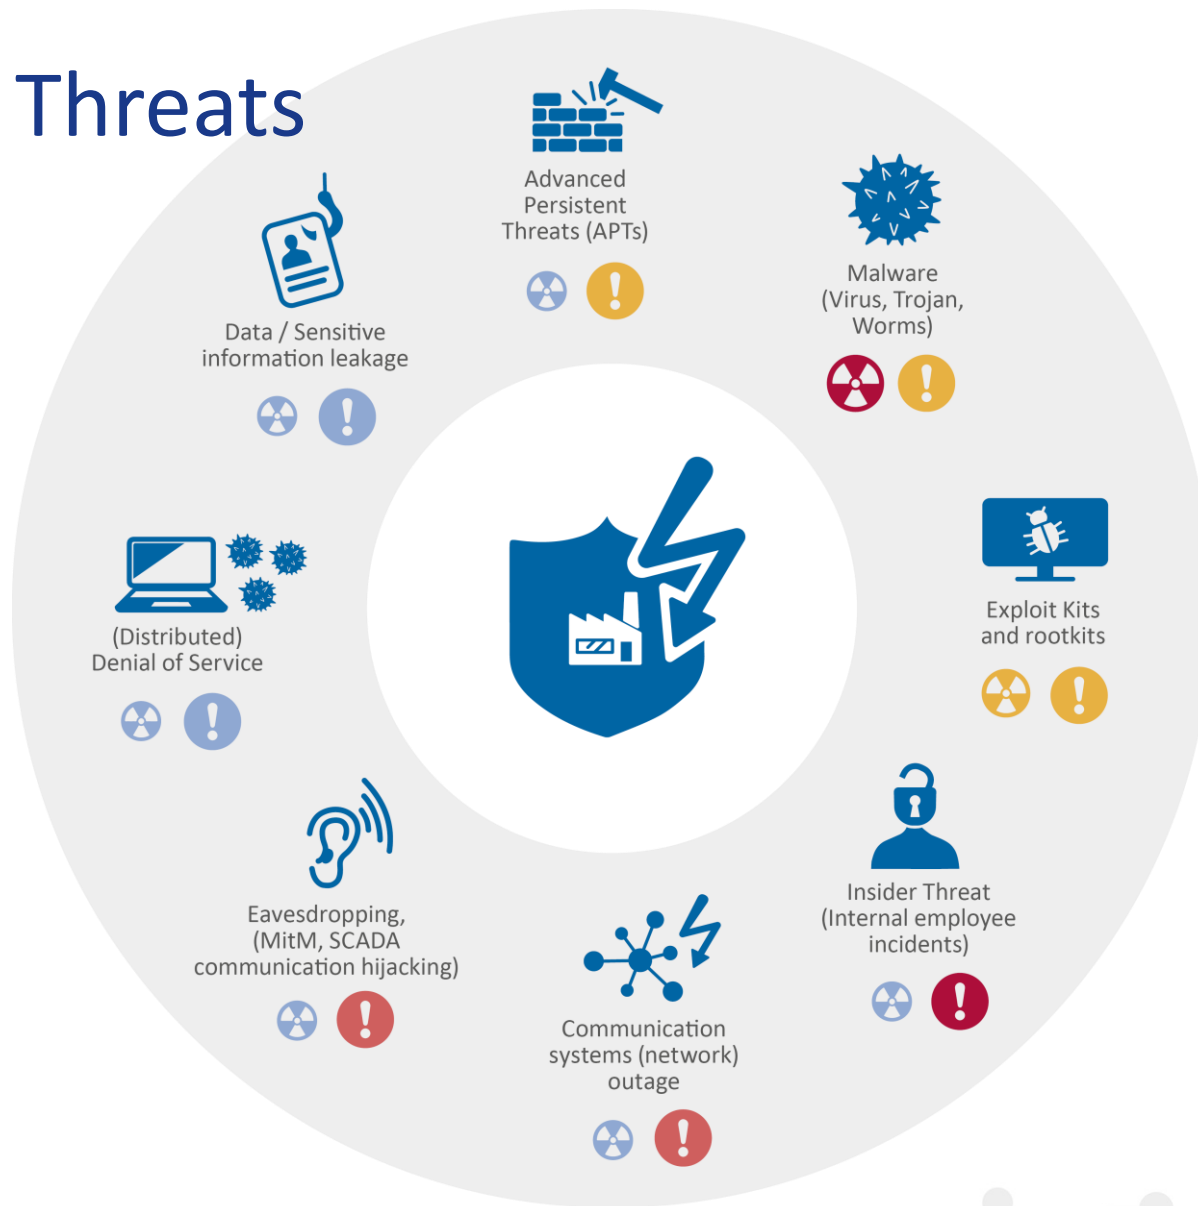 Threats
Advanced
Persistent
Threats (APTs)
Malware
(Virus, Trojan,
Worms)
Data / Sensitive
information leakage
Exploit Kits
and rootkits
(Distributed)
Denial of Service
Insider Threat
(Internal employee
incidents)
Eavesdropping,
(MitM, SCADA
communication hijacking)
Communication
systems (network)
outage